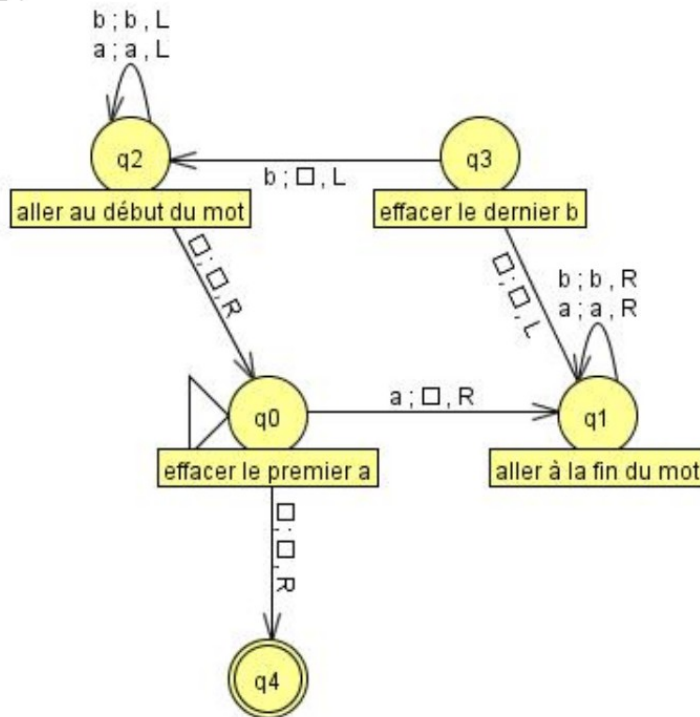 b ; b , L
a ; a , L
q2
q3
b ; □ , L
aller au début du mot
effacer le dernier b
□ ; □ , R
□ ; □ , L
b ; b , R
a ; a , R
q0
a ; □ , R
q1
effacer le premier a
aller à la fin du mot
□ ; □ , R
q4